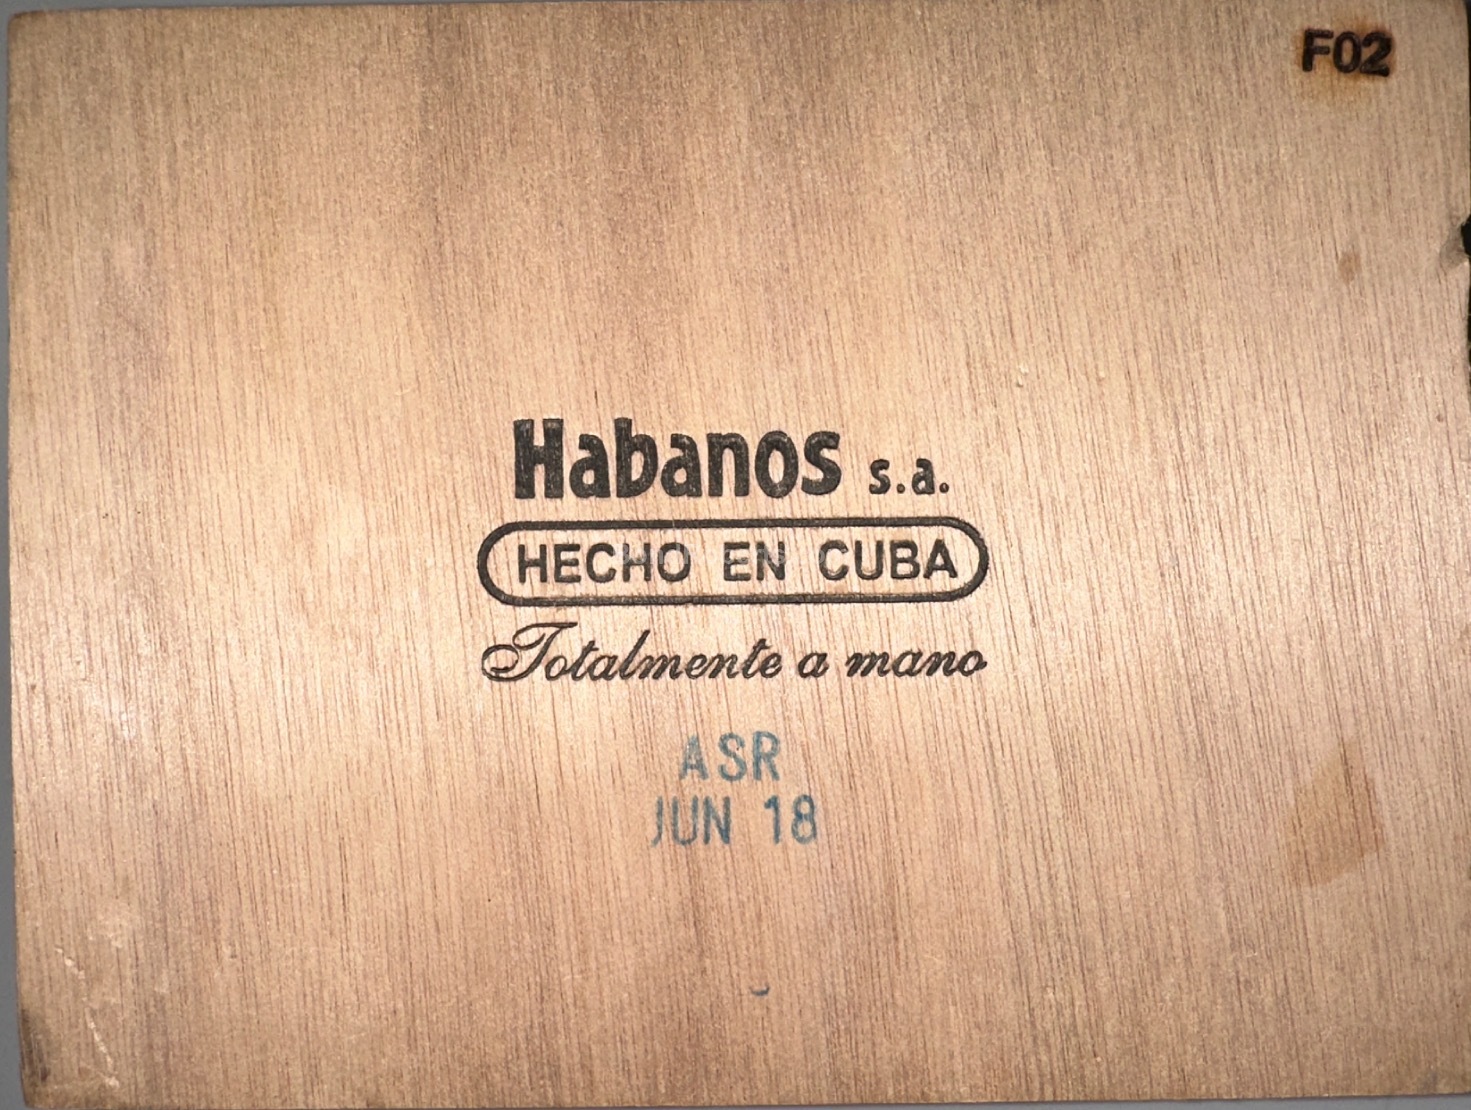 F02
Habanos s.a.
HECHO EN CUBA
Totalmente a mano
ASR
JUN 18